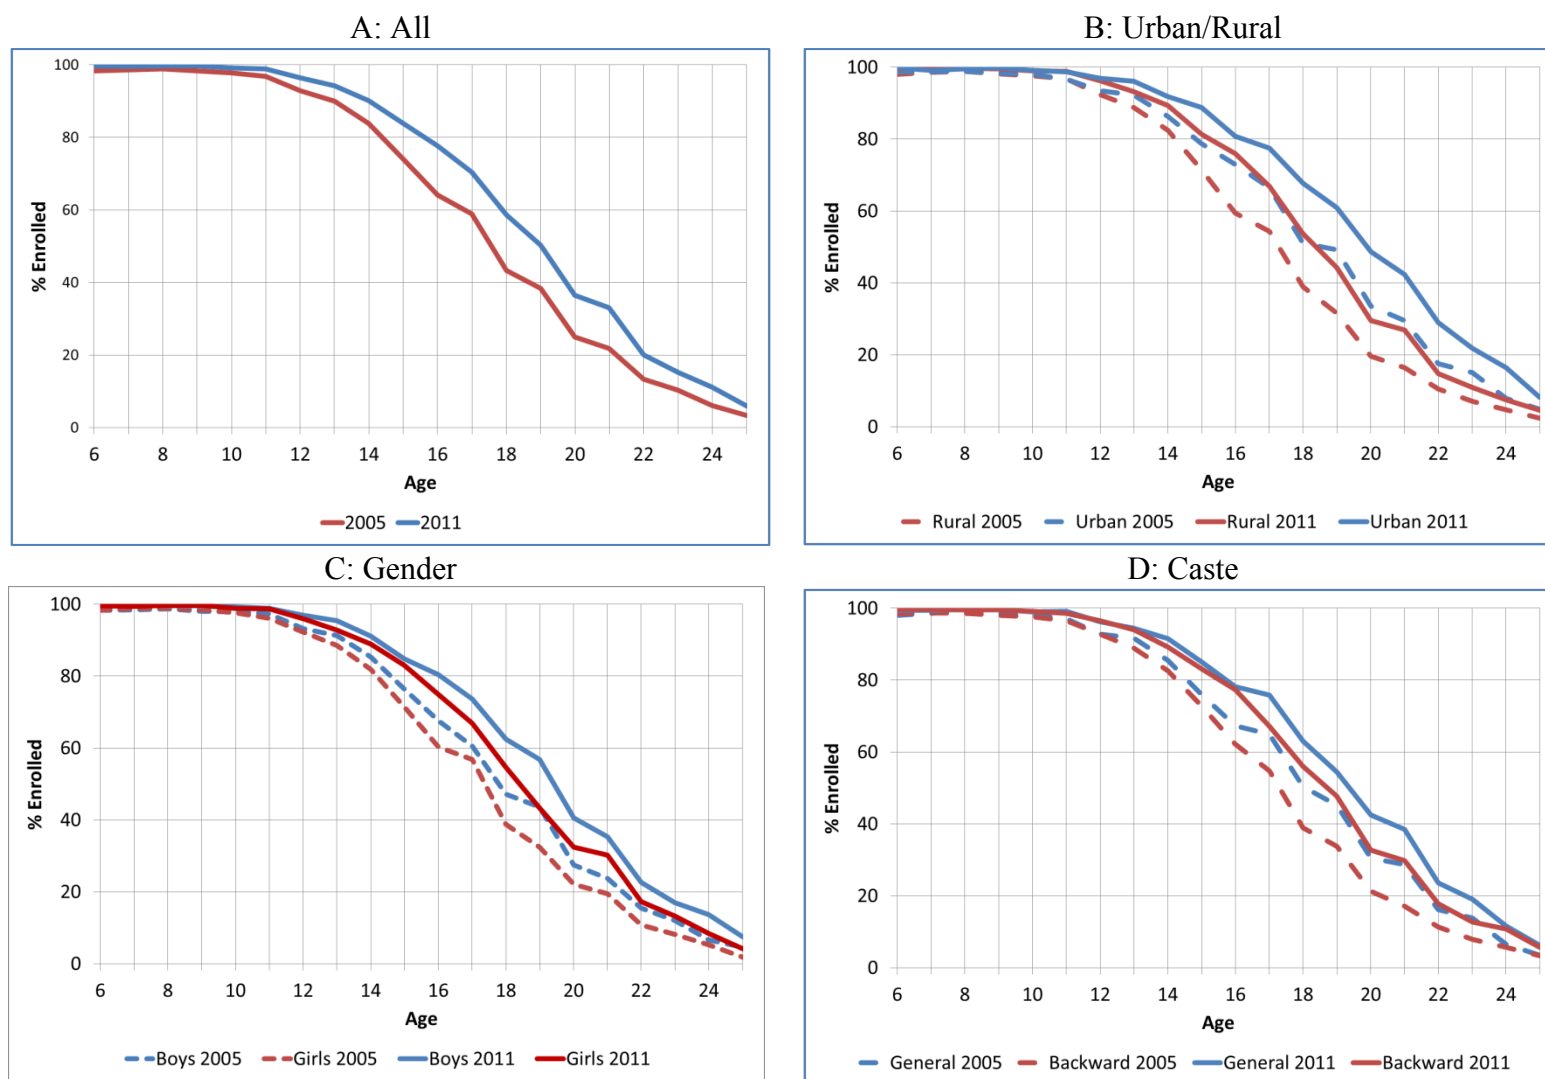 A: All
100
80
60
40
20
0
% Enrolled
6 8 10 12 14 16 18 20 22 24
Age
2005 2011
B: Urban/Rural
100
80
60
40
20
0
% Enrolled
6 8 10 12 14 16 18 20 22 24
Age
Rural 2005 Urban 2005 Rural 2011 Urban 2011
C: Gender
100
80
60
40
20
0
% Enrolled
6 8 10 12 14 16 18 20 22 24
Age
Boys 2005 Girls 2005 Boys 2011 Girls 2011
D: Caste
100
80
60
40
20
0
% Enrolled
6 8 10 12 14 16 18 20 22 24
Age
General 2005 Backward 2005 General 2011 Backward 2011